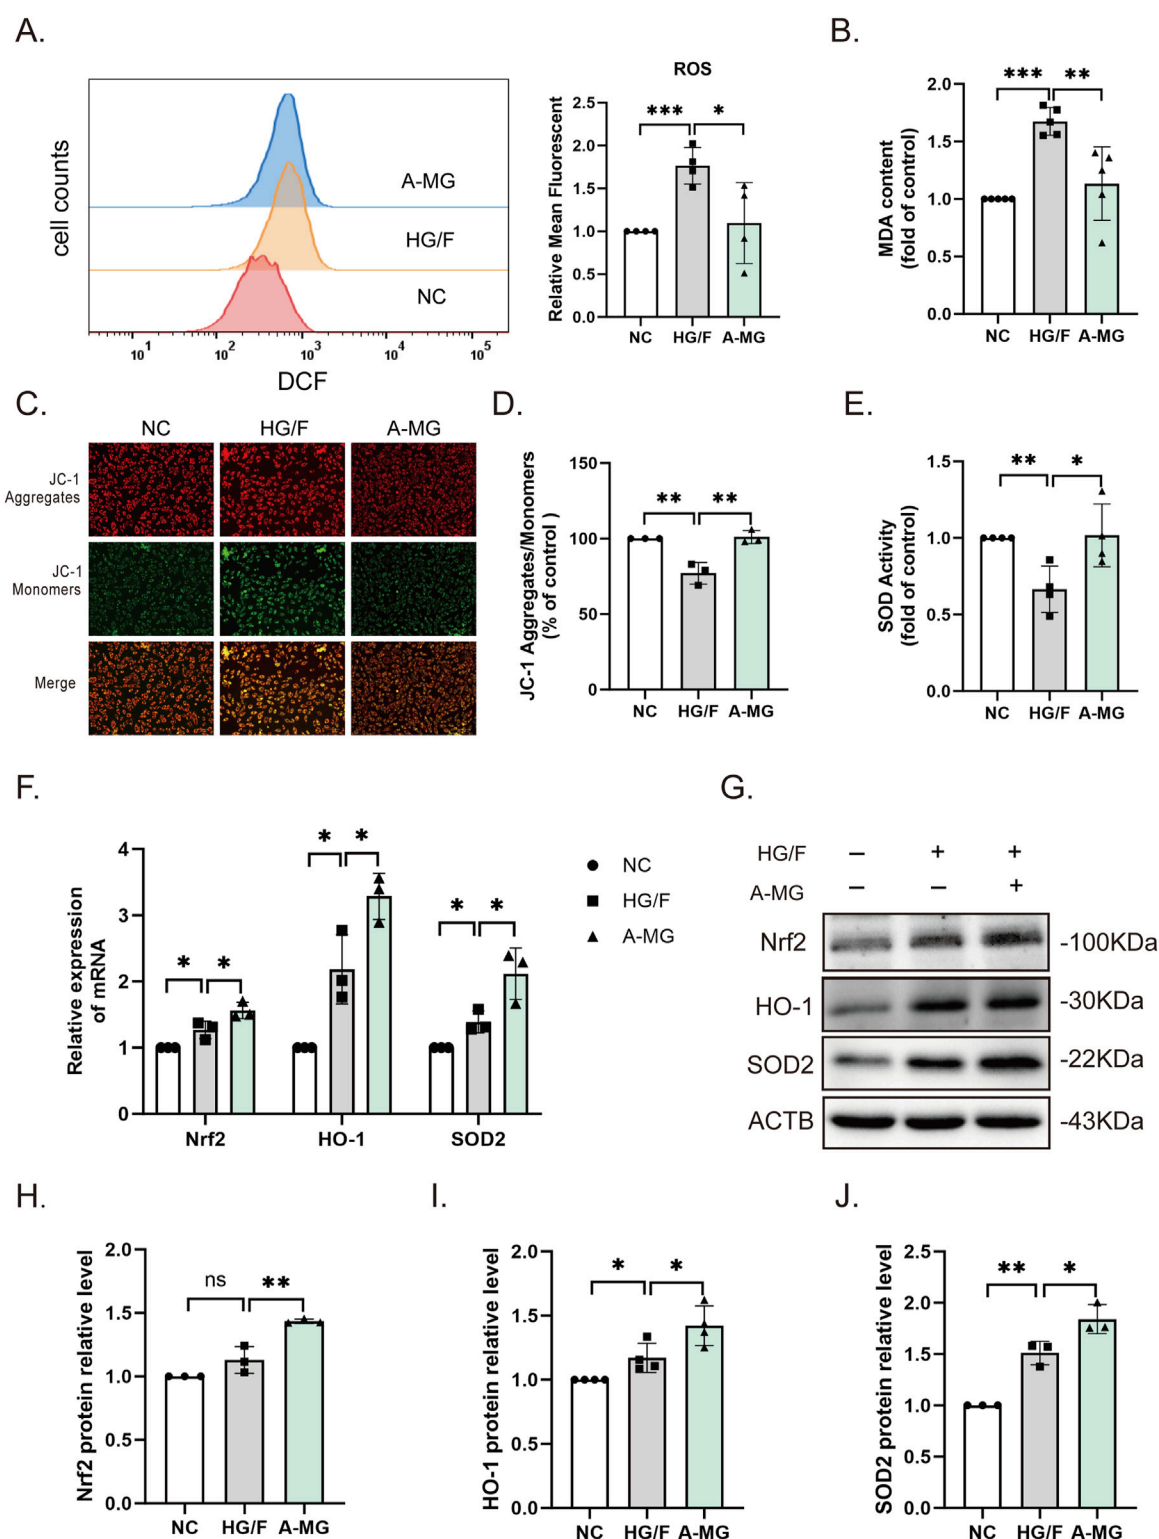 A.
cell counts
A-MG
HG/F
NC
10^1 10^2 10^3 10^4 10^5
DCF
ROS
Relative Mean Fluorescent
2.5
2.0
1.5
1.0
0.5
0.0
*** *
NC HG/F A-MG
B.
MDA content
(fold of control)
2.0
1.5
1.0
0.5
0.0
*** **
NC HG/F A-MG
C.
NC HG/F A-MG
JC-1
Aggregates
JC-1
Monomers
Merge
D.
JC-1 Aggregates/Monomers
(% of control )
150
100
50
0
** **
NC HG/F A-MG
E.
SOD Activity
(fold of control)
1.5
1.0
0.5
0.0
** *
NC HG/F A-MG
F.
Relative expression
of mRNA
4
3
2
1
0
* *
* *
* *
Nrf2 HO-1 SOD2
NC
HG/F
A-MG
G.
HG/F − + +
A-MG − − +
Nrf2 -100KDa
HO-1 -30KDa
SOD2 -22KDa
ACTB -43KDa
H.
Nrf2 protein relative level
2.0
1.5
1.0
0.5
0.0
ns **
NC HG/F A-MG
I.
HO-1 protein relative level
2.0
1.5
1.0
0.5
0.0
* *
NC HG/F A-MG
J.
SOD2 protein relative level
2.5
2.0
1.5
1.0
0.5
0.0
** *
NC HG/F A-MG